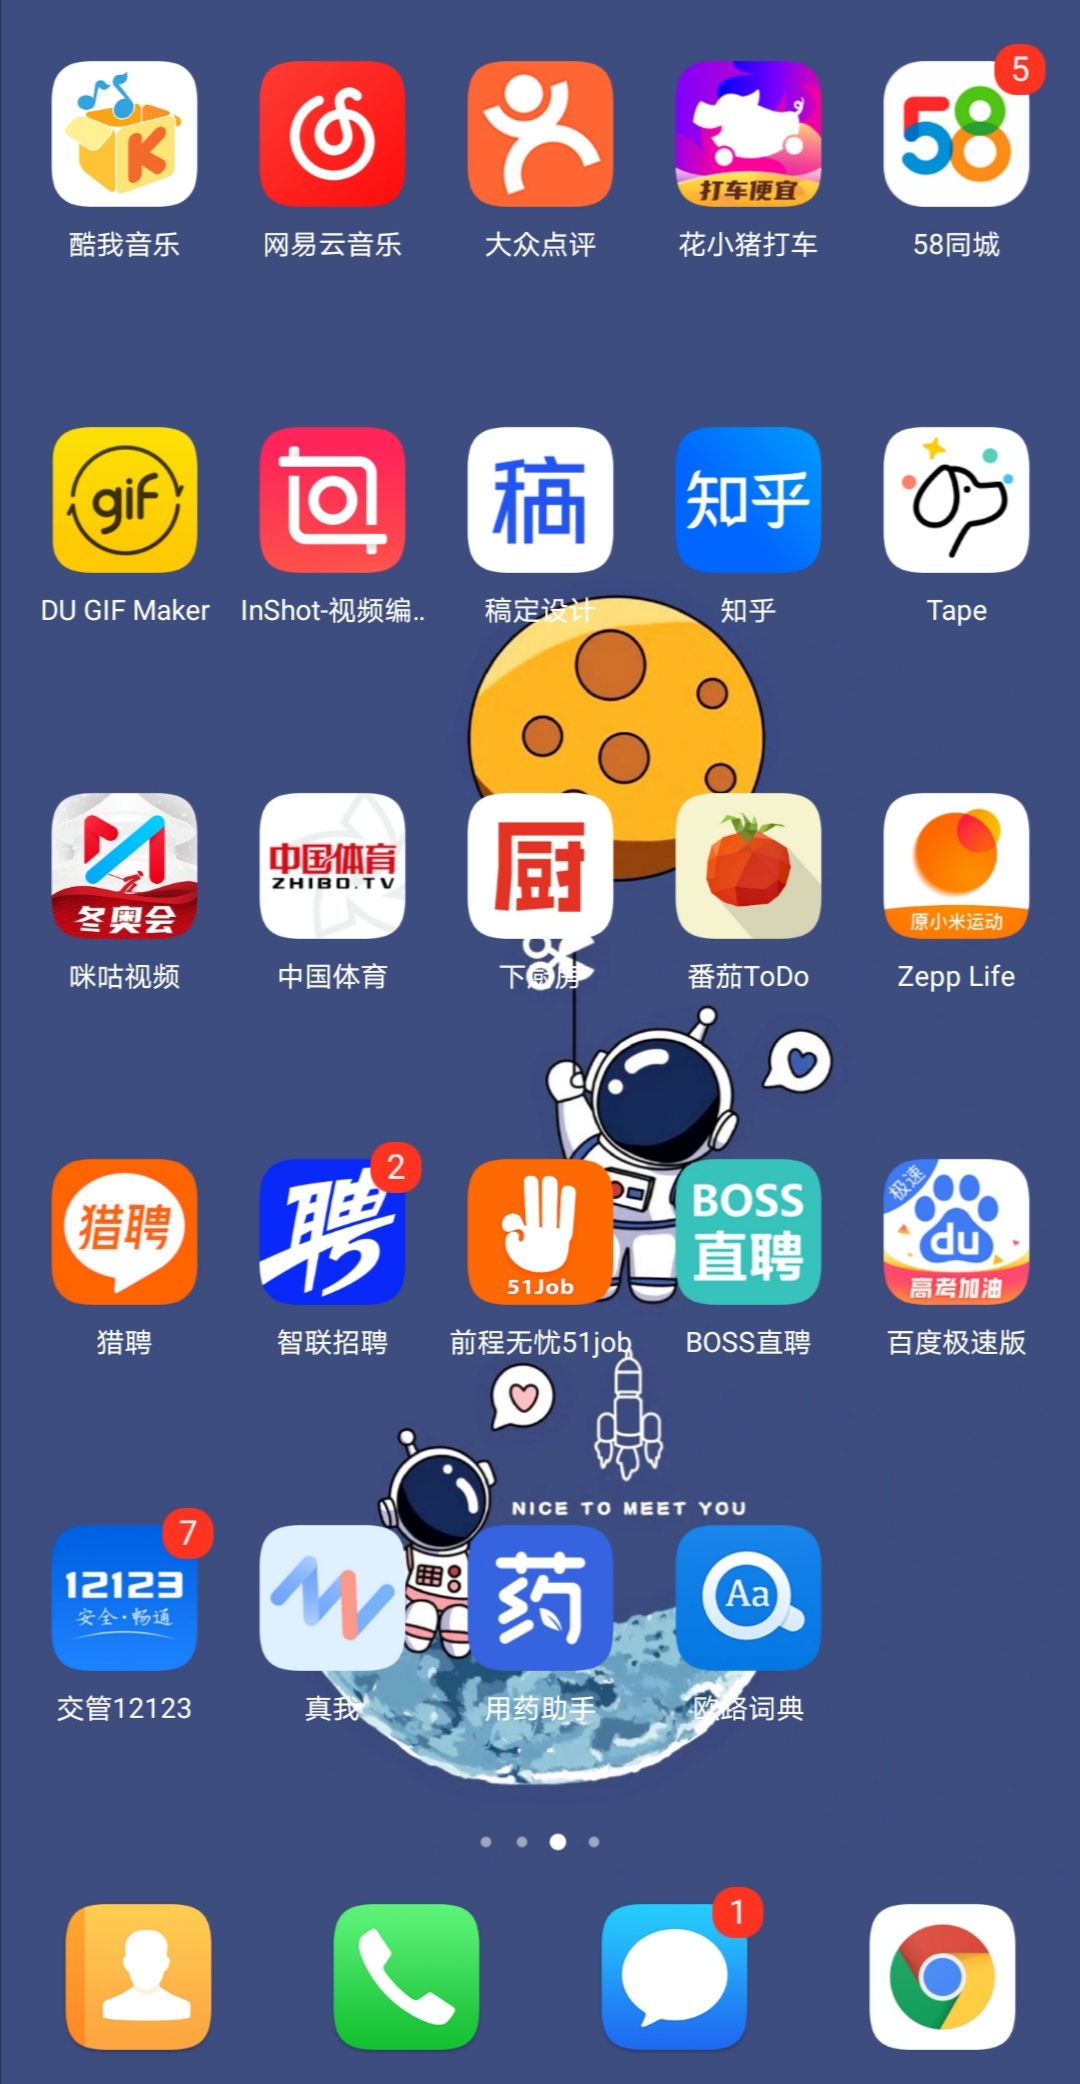 5
K
打车便宜
58
酷我音乐
网易云音乐
大众点评
花小猪打车
58同城
gif
稿
知乎
DU GIF Maker
InShot-视频编..
稿定设计
知乎
Tape
冬奥会
中国体育
ZHIBO.TV
厨
原小米运动
咪咕视频
中国体育
下厨房
番茄ToDo
Zepp Life
猎聘
2
聘
51Job
BOSS
直聘
极速
du
高考加油
猎聘
智联招聘
前程无忧51job
BOSS直聘
百度极速版
NICE TO MEET YOU
7
12123
安全·畅通
药
Aa
交管12123
真我
用药助手
欧路词典
1